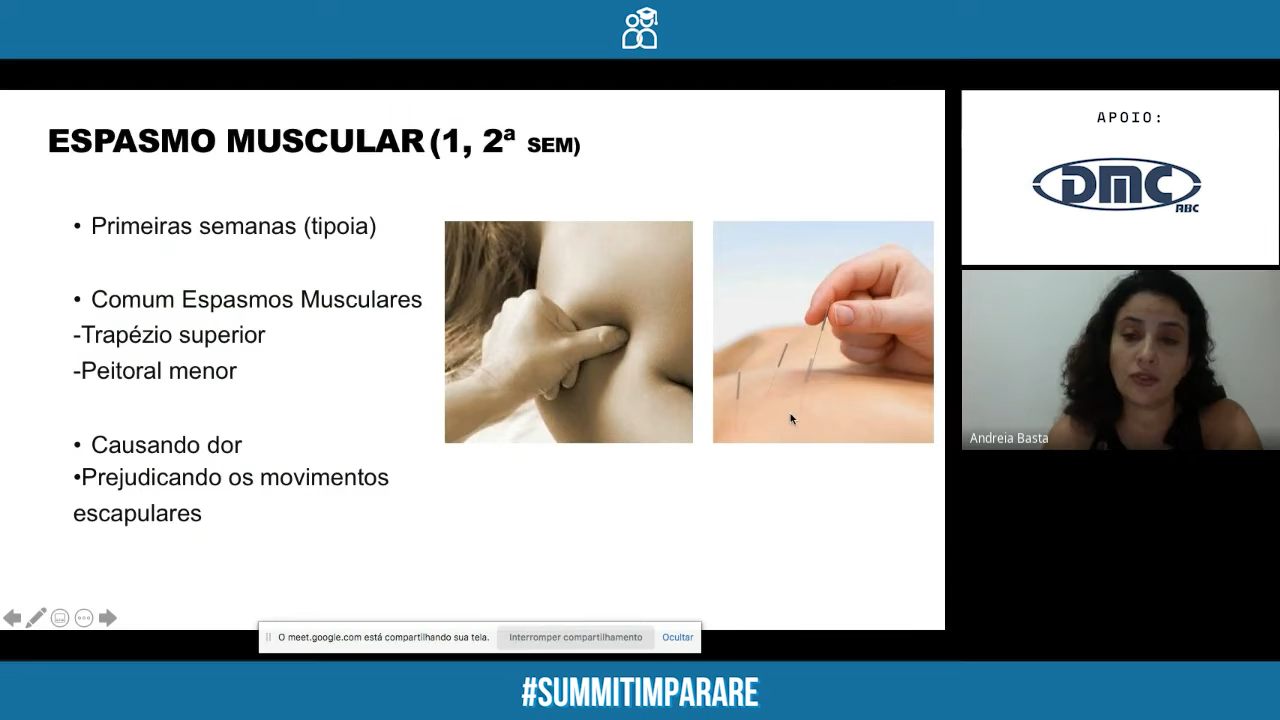 ESPASMO MUSCULAR (1, 2ª SEM)
• Primeiras semanas (tipoia)
• Comum Espasmos Musculares
-Trapézio superior
-Peitoral menor
• Causando dor
•Prejudicando os movimentos
escapulares
APOIO:
DMC
ABC
Andreia Basta
O meet.google.com está compartilhando sua tela. Interromper compartilhamento Ocultar
#SUMMITIMPARARE